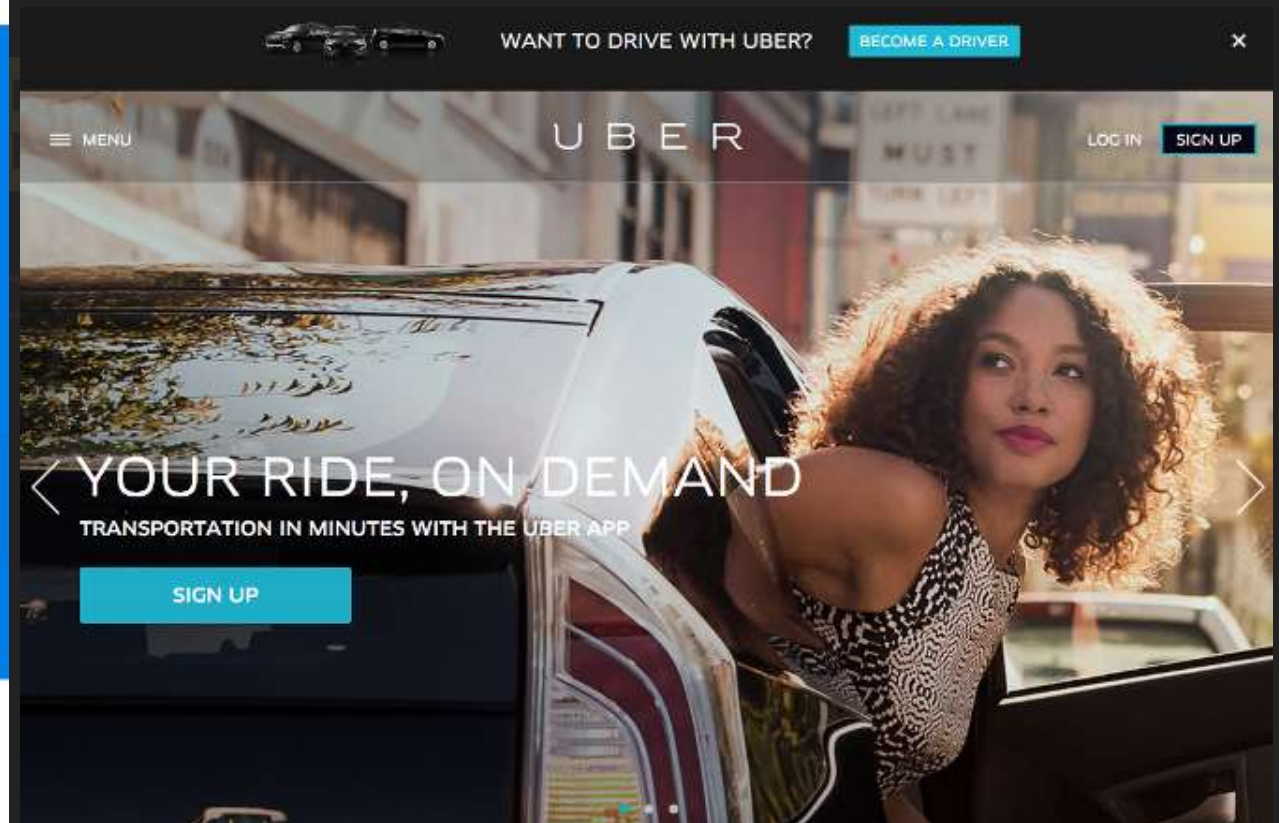 WANT TO DRIVE WITH UBER?
BECOME A DRIVER
MENU
UBER
LOG IN
SIGN UP
LEFT LANE
MUST
TURN LEFT
YOUR RIDE, ON DEMAND
TRANSPORTATION IN MINUTES WITH THE UBER APP
SIGN UP